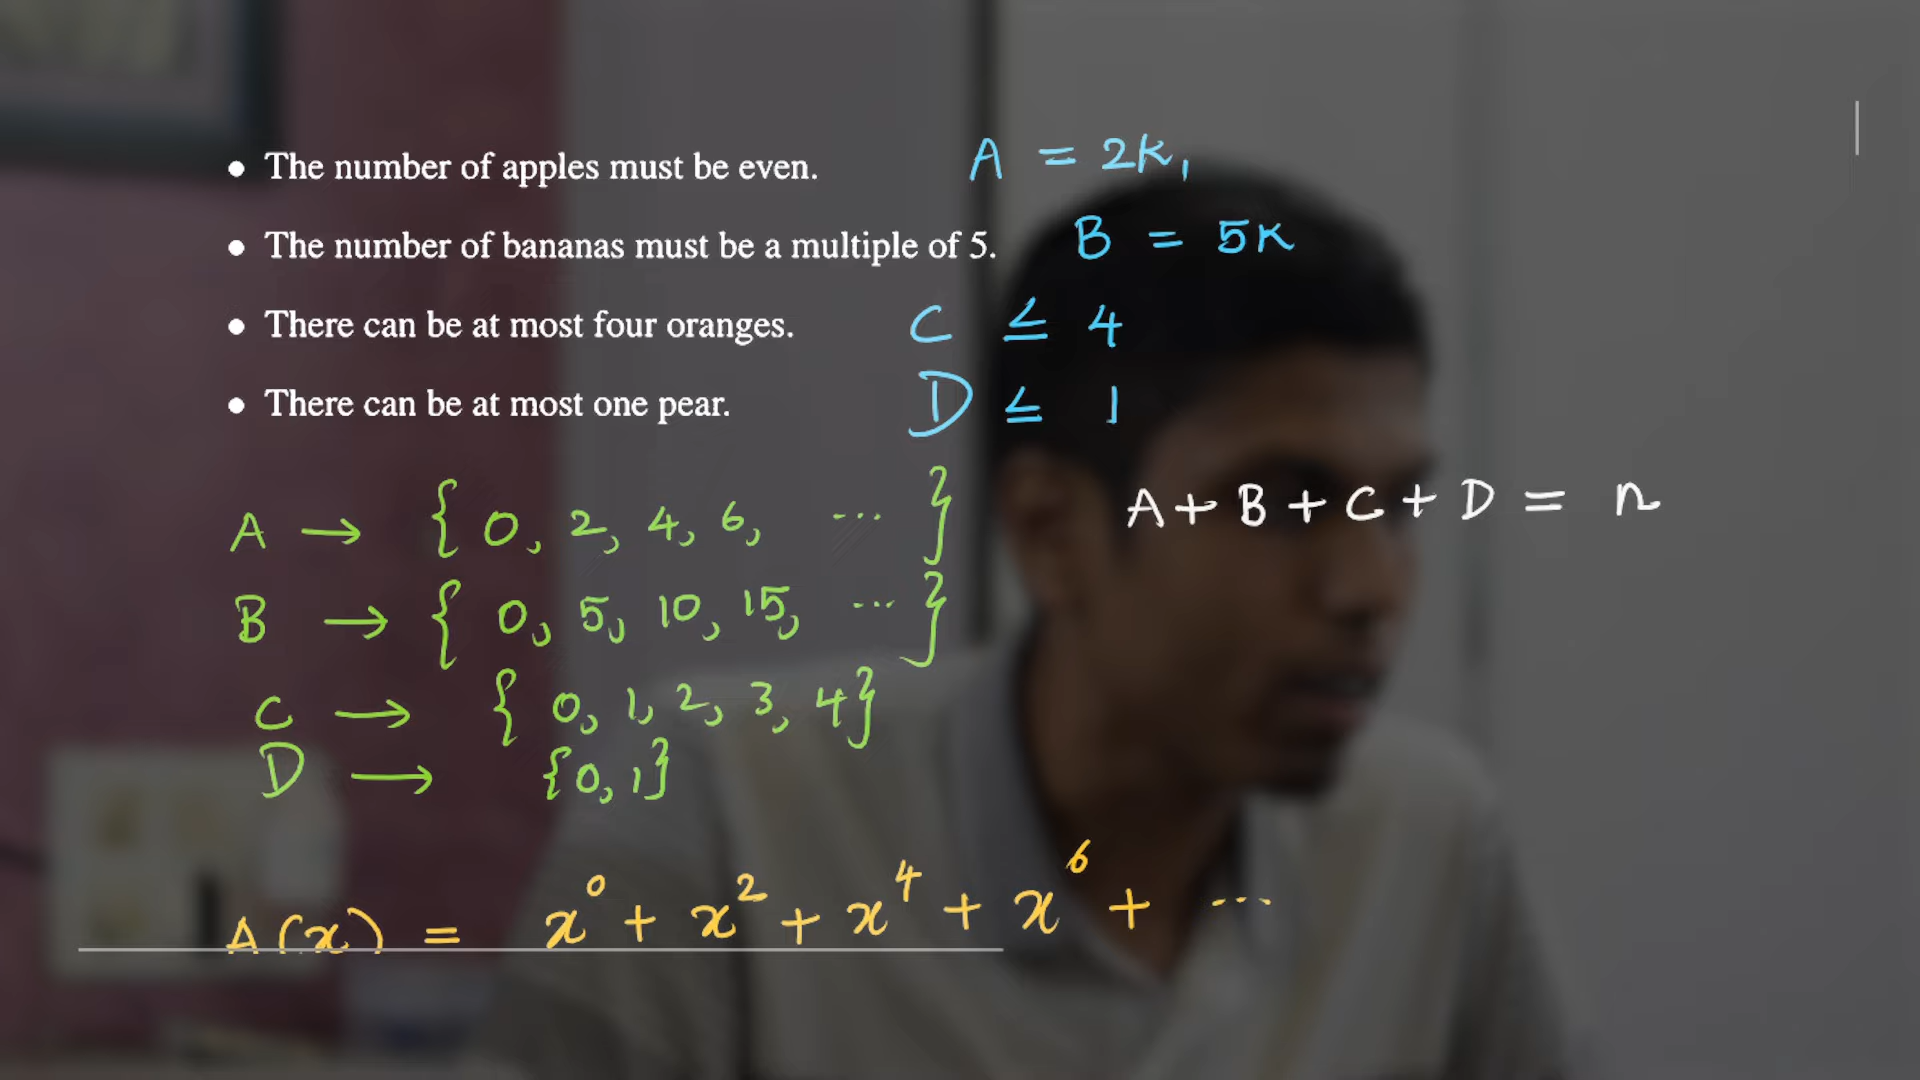 • The number of apples must be even. A = 2k,
• The number of bananas must be a multiple of 5. B = 5k
• There can be at most four oranges. C ≤ 4
• There can be at most one pear. D ≤ 1
A → {0, 2, 4, 6, ...} A + B + C + D = n
B → {0, 5, 10, 15, ...}
C → {0, 1, 2, 3, 4}
D → {0, 1}
A(x) = x⁰ + x² + x⁴ + x⁶ + ...